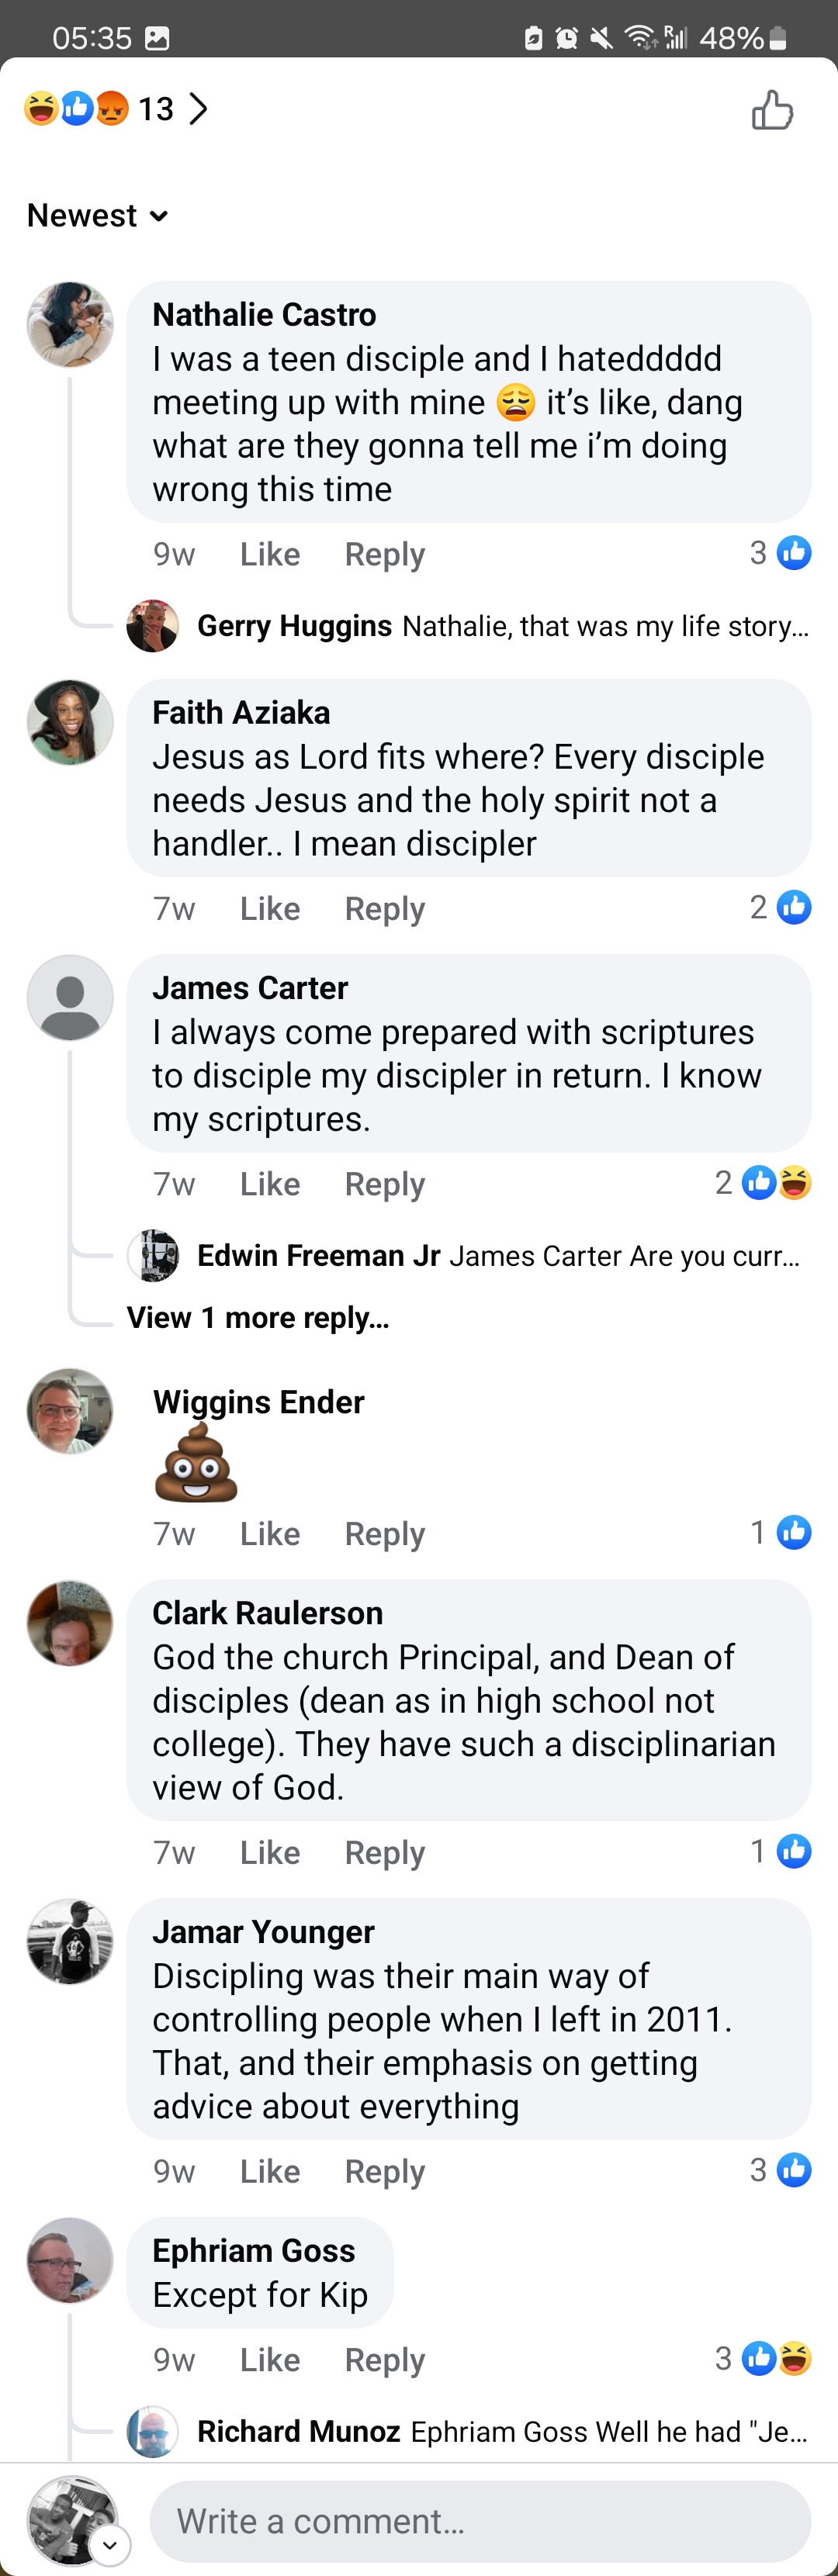 05:35
R
48%
13
Newest
Nathalie Castro
I was a teen disciple and I hateddddd
meeting up with mine 😩 it’s like, dang
what are they gonna tell me i’m doing
wrong this time
9w Like Reply 3
Gerry Huggins Nathalie, that was my life story...
Faith Aziaka
Jesus as Lord fits where? Every disciple
needs Jesus and the holy spirit not a
handler.. I mean discipler
7w Like Reply 2
James Carter
I always come prepared with scriptures
to disciple my discipler in return. I know
my scriptures.
7w Like Reply 2
Edwin Freeman Jr James Carter Are you curr...
View 1 more reply...
Wiggins Ender
💩
7w Like Reply 1
Clark Raulerson
God the church Principal, and Dean of
disciples (dean as in high school not
college). They have such a disciplinarian
view of God.
7w Like Reply 1
Jamar Younger
Discipling was their main way of
controlling people when I left in 2011.
That, and their emphasis on getting
advice about everything
9w Like Reply 3
Ephriam Goss
Except for Kip
9w Like Reply 3
Richard Munoz Ephriam Goss Well he had "Je...
Write a comment...